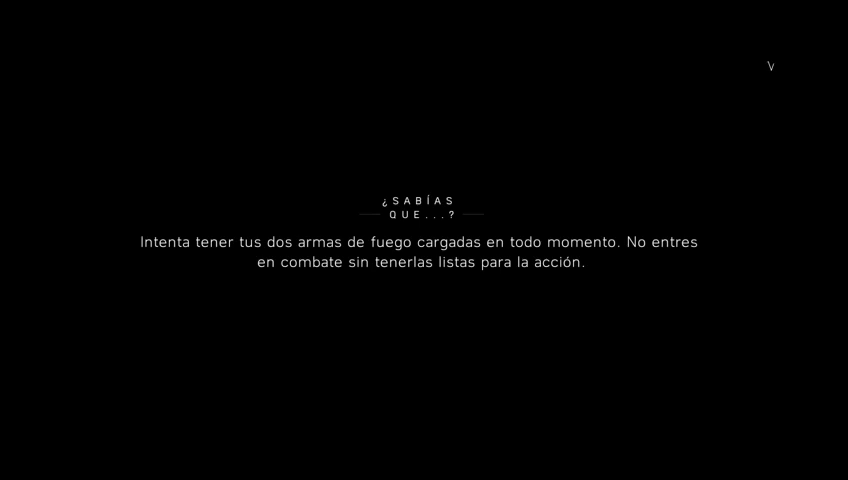 V
¿SABÍAS
QUE...?
Intenta tener tus dos armas de fuego cargadas en todo momento. No entres
en combate sin tenerlas listas para la acción.